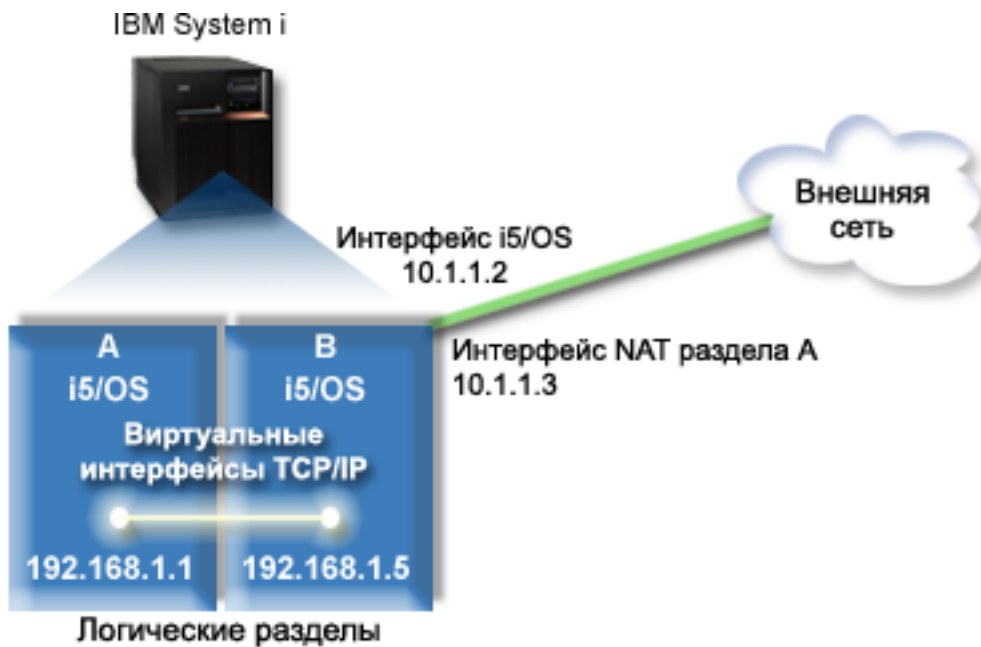 IBM System i
Внешняя
сеть
Интерфейс i5/OS
10.1.1.2
Интерфейс NAT раздела A
10.1.1.3
A
i5/OS
B
i5/OS
Виртуальные
интерфейсы TCP/IP
192.168.1.1
192.168.1.5
Логические разделы